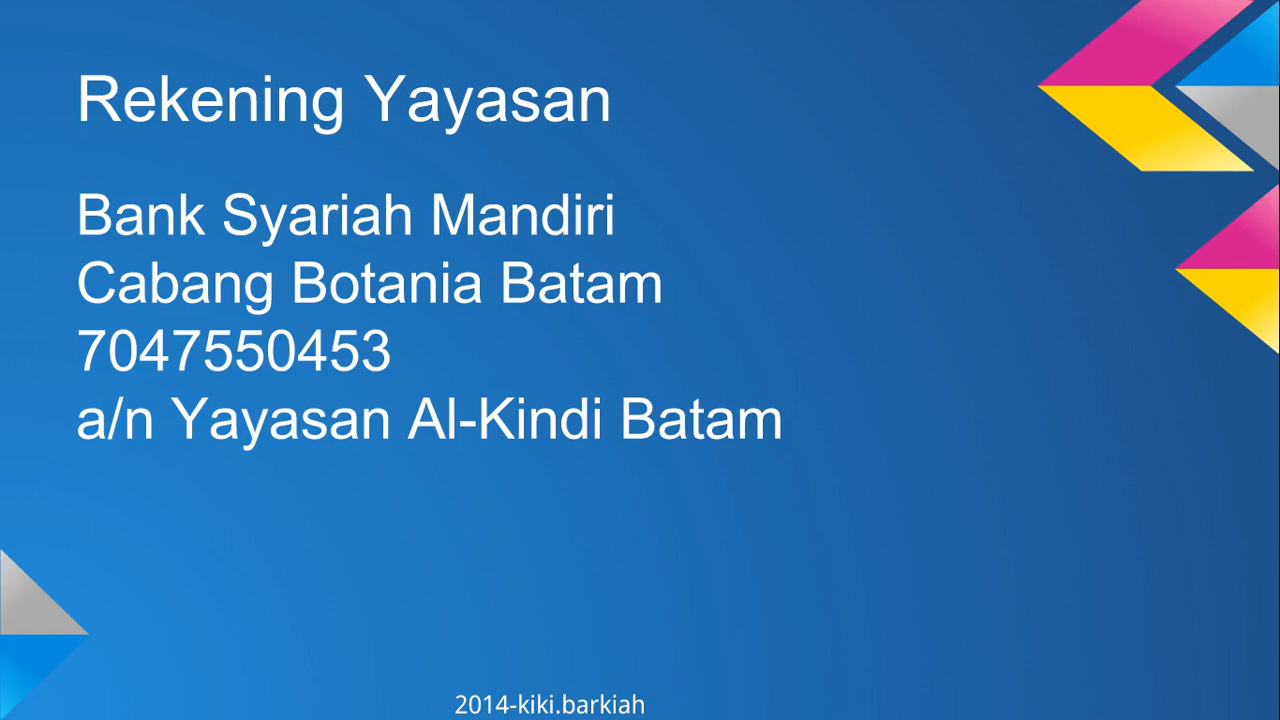 Rekening Yayasan
Bank Syariah Mandiri
Cabang Botania Batam
7047550453
a/n Yayasan Al-Kindi Batam
2014-kiki.barkiah